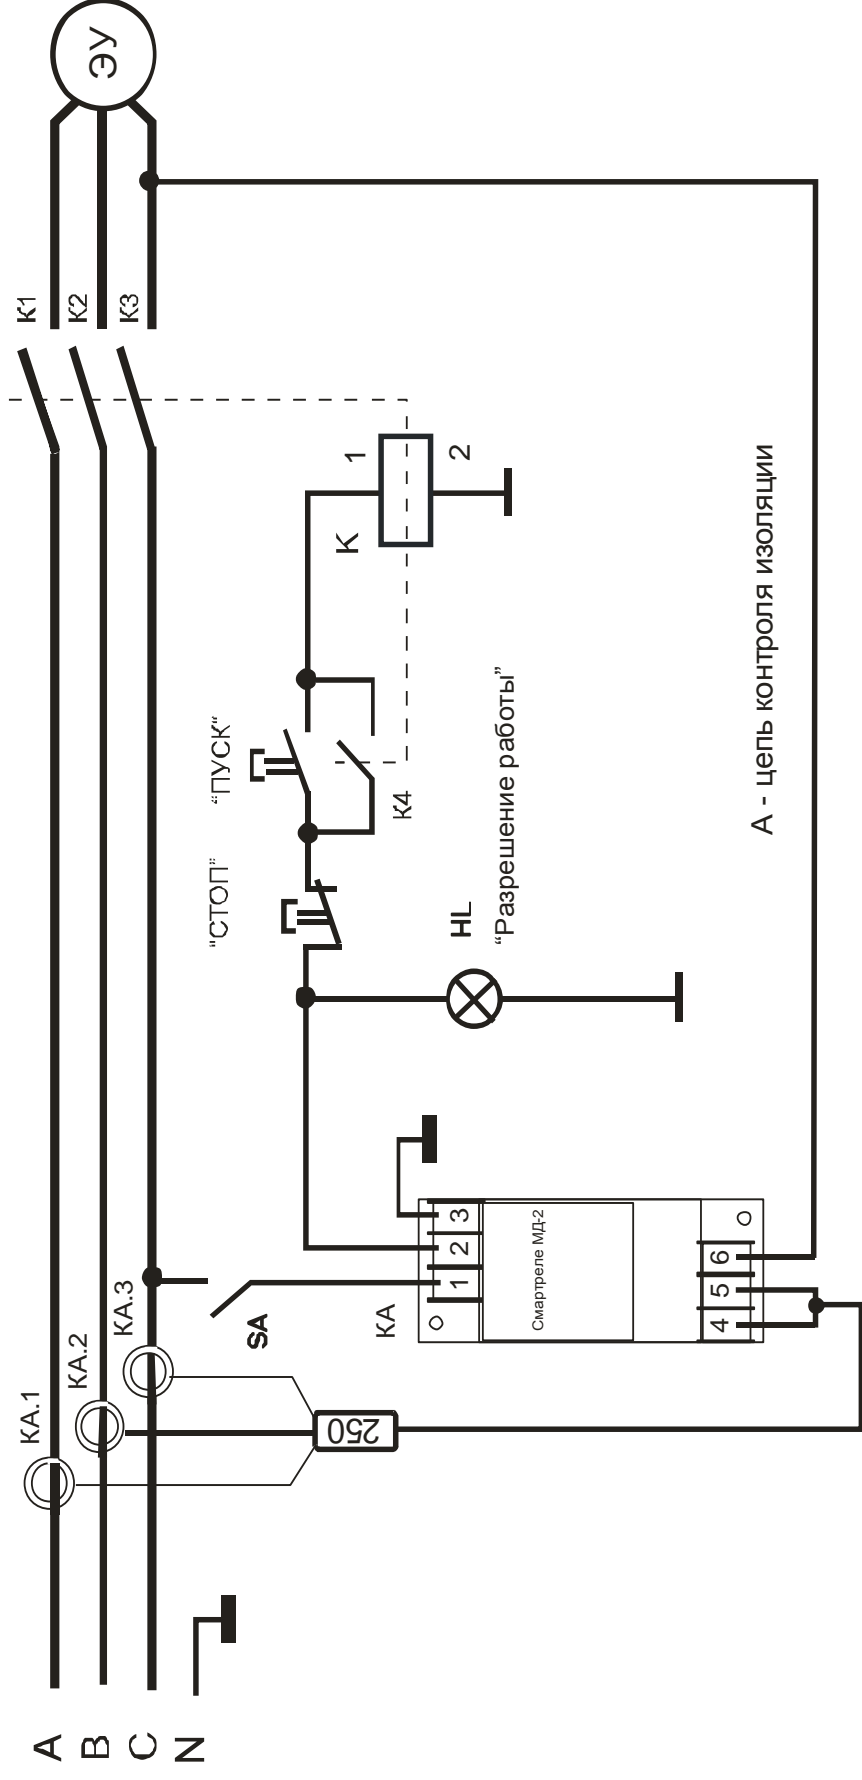 КА.1
К1
A
КА.2
К2
B
ЭУ
КА.3
К3
C
N
"СТОП"
“ПУСК“
SA
К
1
250
КА
К4
2
HL
“Разрешение работы”
1 2 3
Смартреле МД-2
4 5 6
А - цепь контроля изоляции